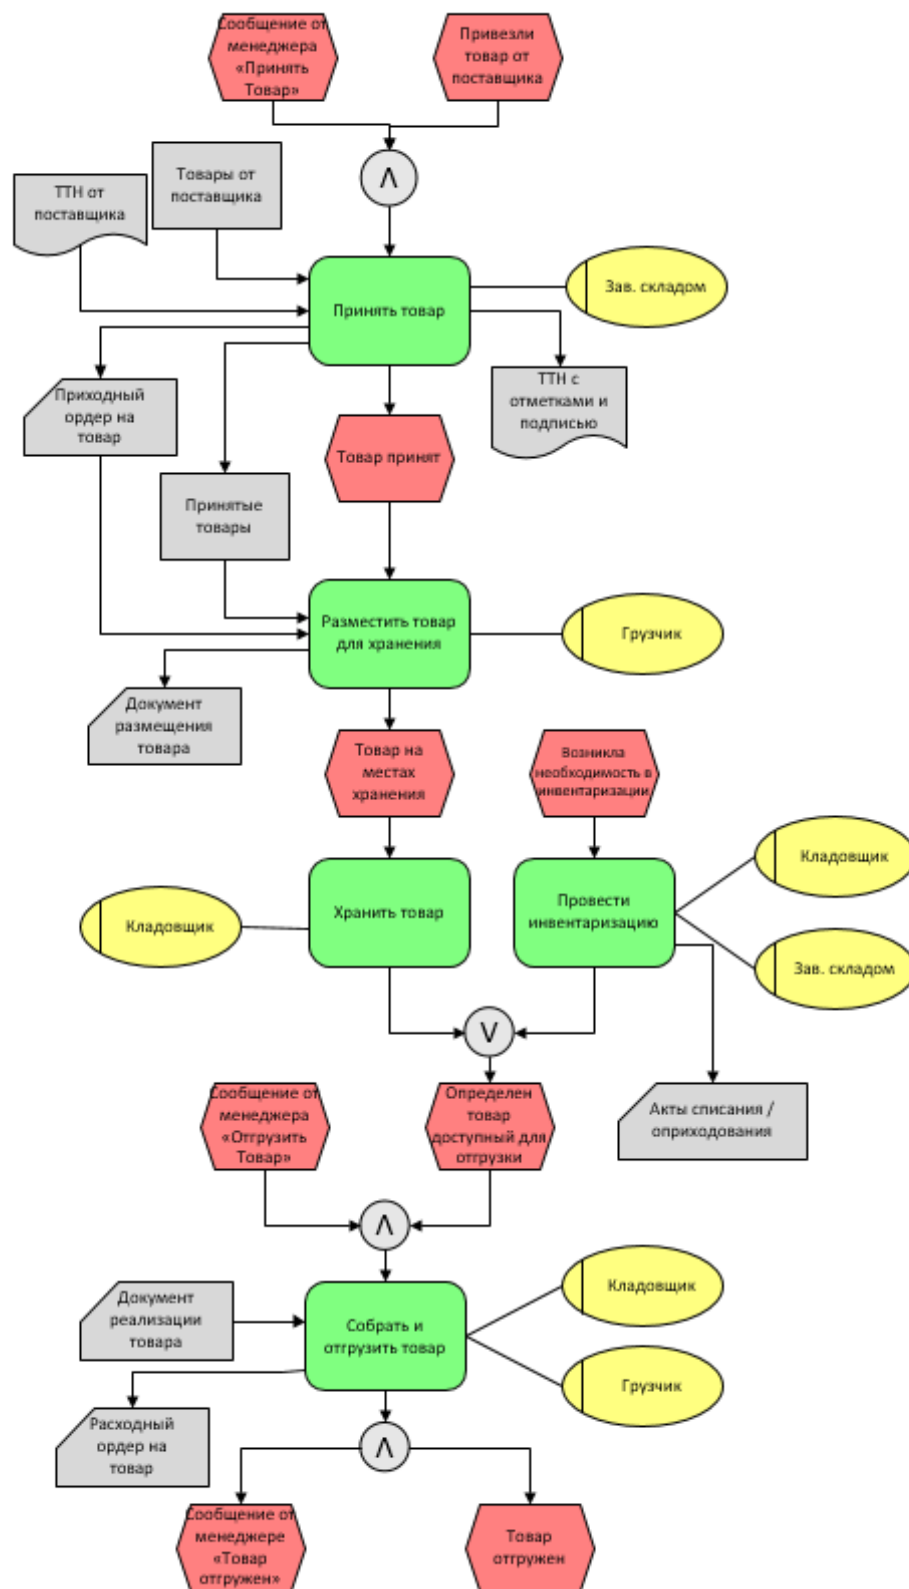 Сообщение от
менеджера
«Принять
Товар»
Привезли
товар от
поставщика
Λ
Товары от
поставщика
ТТН от
поставщика
Зав. складом
Принять товар
ТТН с
отметками и
подписью
Приходный
ордер на
товар
Товар принят
Принятые
товары
Разместить товар
для хранения
Грузчик
Документ
размещения
товара
Товар на
местах
хранения
Возникла
необходимость в
инвентаризации
Кладовщик
Хранить товар
Провести
инвентаризацию
Кладовщик
Зав. складом
V
Сообщение от
менеджера
«Отгрузить
Товар»
Определен
товар
доступный для
отгрузки
Акты списания /
оприходования
Λ
Документ
реализации
товара
Собрать и
отгрузить товар
Кладовщик
Грузчик
Расходный
ордер на
товар
Λ
Сообщение от
менеджере
«Товар
отгружен»
Товар
отгружен